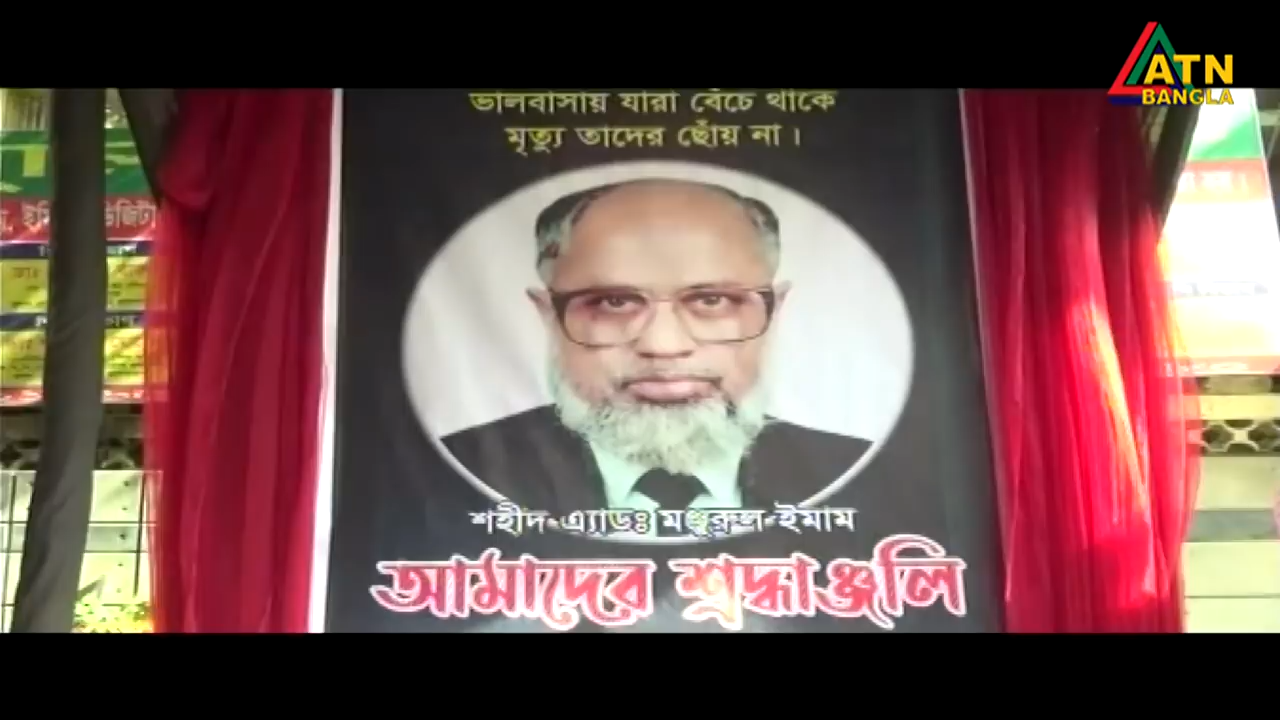 ATN
BANGLA
ভালবাসায় যারা বেঁচে থাকে
মৃত্যু তাদের ছোঁয় না।
শহীদ এ্যাডঃ মঞ্জুরুল ইমাম
আমাদের শ্রদ্ধাঞ্জলি